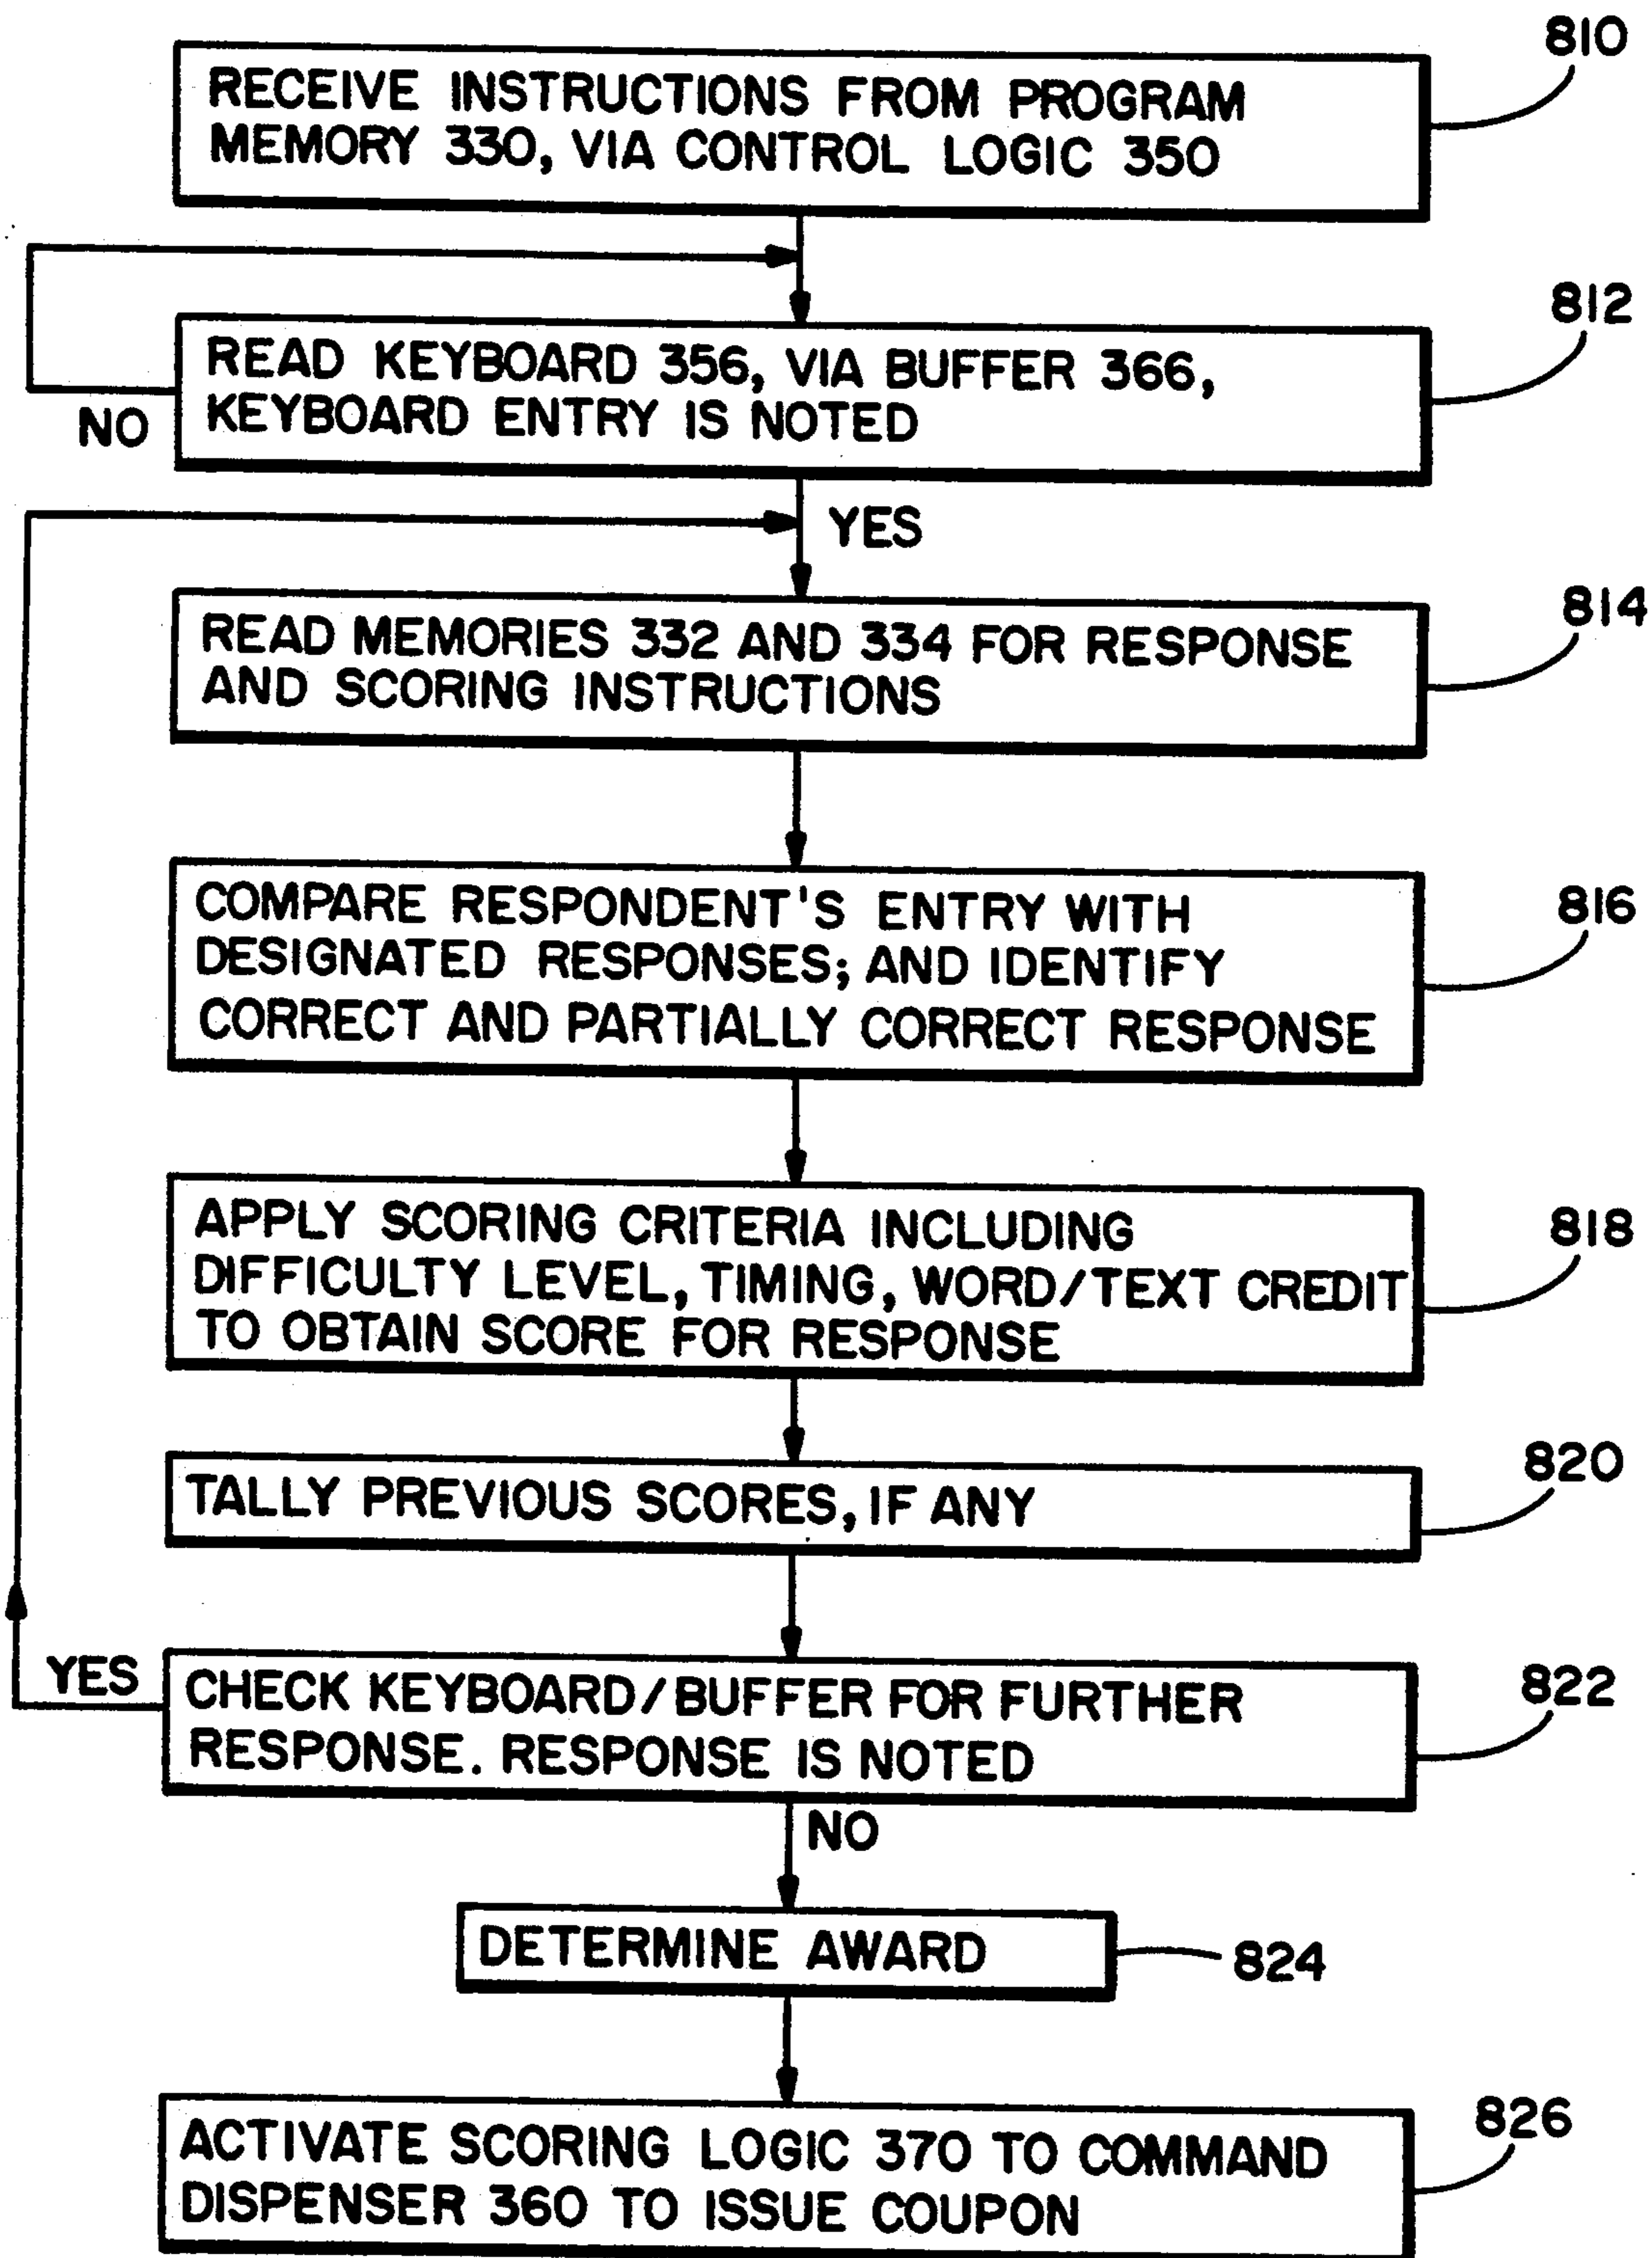 810
RECEIVE INSTRUCTIONS FROM PROGRAM
MEMORY 330, VIA CONTROL LOGIC 350
812
READ KEYBOARD 356, VIA BUFFER 366,
KEYBOARD ENTRY IS NOTED
NO
YES
814
READ MEMORIES 332 AND 334 FOR RESPONSE
AND SCORING INSTRUCTIONS
816
COMPARE RESPONDENT'S ENTRY WITH
DESIGNATED RESPONSES; AND IDENTIFY
CORRECT AND PARTIALLY CORRECT RESPONSE
818
APPLY SCORING CRITERIA INCLUDING
DIFFICULTY LEVEL, TIMING, WORD/TEXT CREDIT
TO OBTAIN SCORE FOR RESPONSE
820
TALLY PREVIOUS SCORES, IF ANY
822
YES
CHECK KEYBOARD/BUFFER FOR FURTHER
RESPONSE. RESPONSE IS NOTED
NO
DETERMINE AWARD
824
826
ACTIVATE SCORING LOGIC 370 TO COMMAND
DISPENSER 360 TO ISSUE COUPON